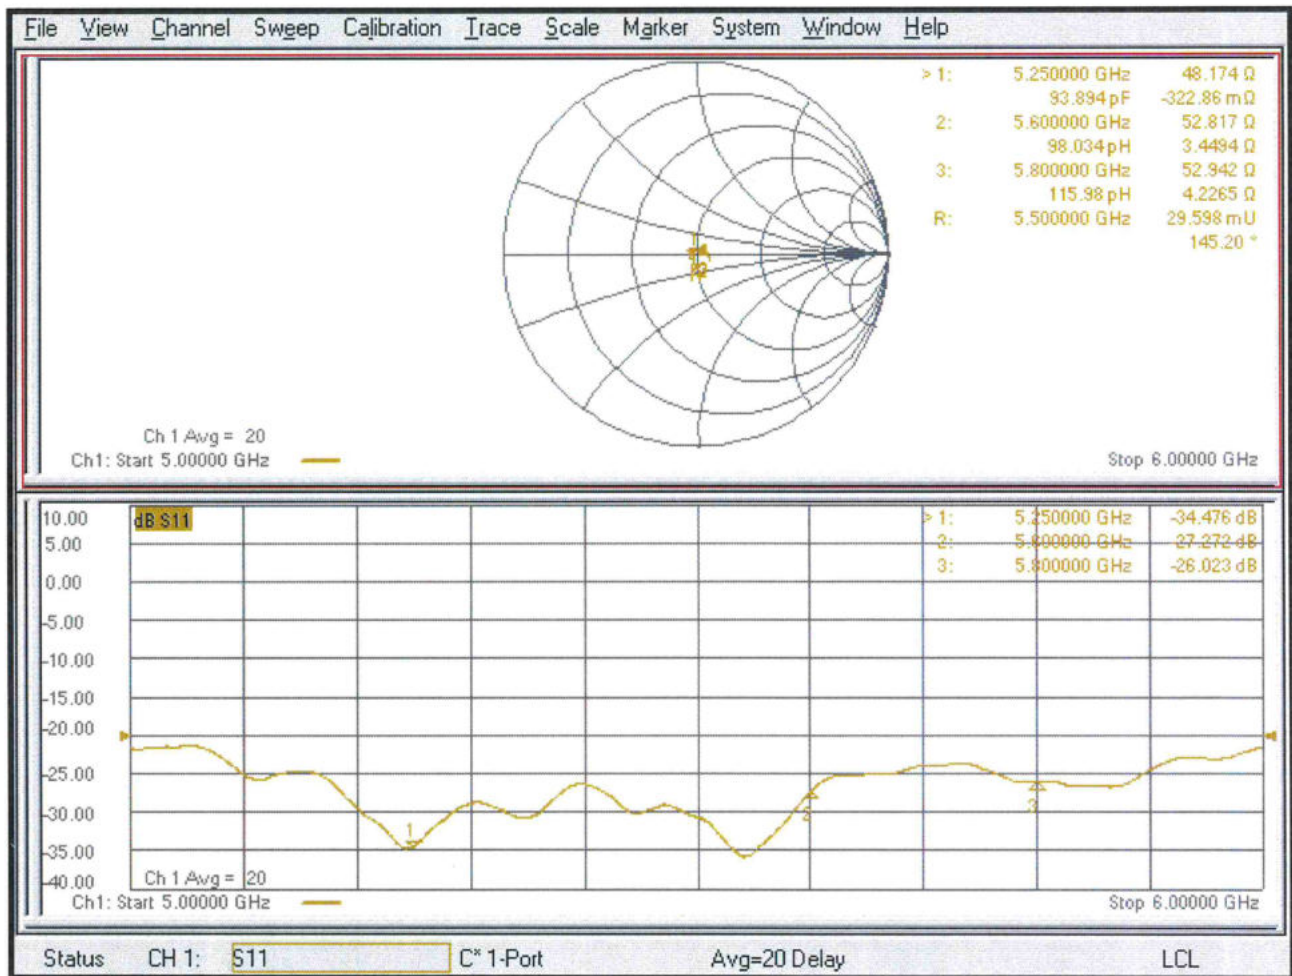 File View Channel Sweep Calibration Trace Scale Marker System Window Help
> 1: 5.250000 GHz 48.174 Ω
93.894 pF -322.86 mΩ
2: 5.600000 GHz 52.817 Ω
98.034 pH 3.4494 Ω
3: 5.800000 GHz 52.942 Ω
115.98 pH 4.2265 Ω
R: 5.500000 GHz 29.598 mU
145.20 °
Ch 1 Avg = 20
Ch1: Start 5.00000 GHz
Stop 6.00000 GHz
dB S11
10.00
5.00
0.00
-5.00
-10.00
-15.00
-20.00
-25.00
-30.00
-35.00
-40.00
> 1: 5.250000 GHz -34.476 dB
2: GHz -27.272 dB
3: 5.800000 GHz -26.023 dB
1
2
3
Ch 1 Avg = 20
Ch1: Start 5.00000 GHz
Stop 6.00000 GHz
Status CH 1: S11 C* 1-Port Avg=20 Delay LCL